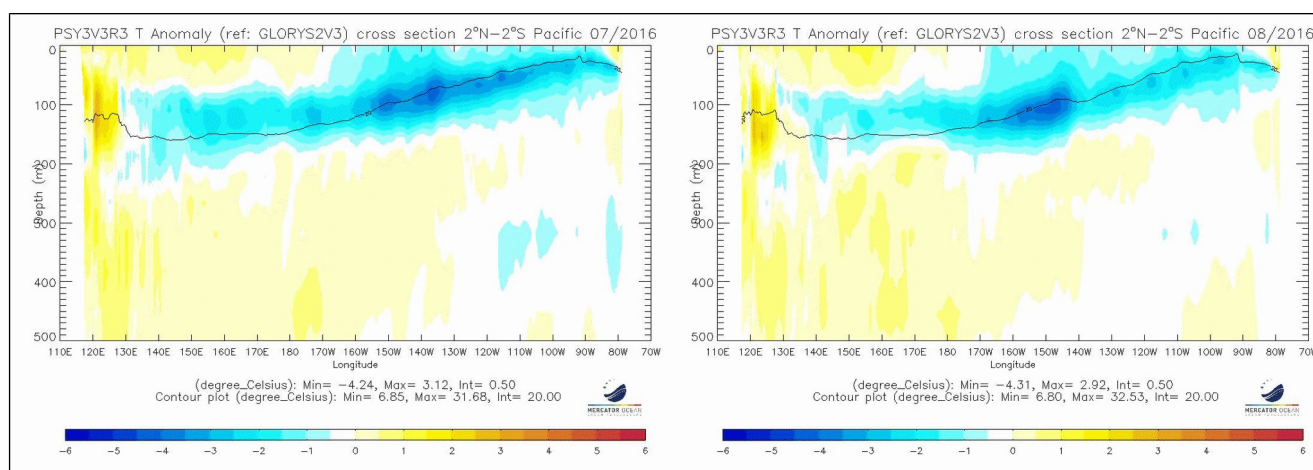 PSY3V3R3 T Anomaly (ref: GLORYS2V3) cross section 2°N-2°S Pacific 07/2016
0
100
200
300
400
500
Depth (m)
20
110E 120E 130E 140E 150E 160E 170E 180 170W 160W 150W 140W 130W 120W 110W 100W 90W 80W 70W
Longitude
(degree_Celsius): Min= -4.24, Max= 3.12, Int= 0.50
Contour plot (degree_Celsius): Min= 6.85, Max= 31.68, Int= 20.00
MERCATOR OCEAN
-6 -5 -4 -3 -2 -1 0 1 2 3 4 5 6
PSY3V3R3 T Anomaly (ref: GLORYS2V3) cross section 2°N-2°S Pacific 08/2016
0
100
200
300
400
500
Depth (m)
20
110E 120E 130E 140E 150E 160E 170E 180 170W 160W 150W 140W 130W 120W 110W 100W 90W 80W 70W
Longitude
(degree_Celsius): Min= -4.31, Max= 2.92, Int= 0.50
Contour plot (degree_Celsius): Min= 6.80, Max= 32.53, Int= 20.00
MERCATOR OCEAN
-6 -5 -4 -3 -2 -1 0 1 2 3 4 5 6